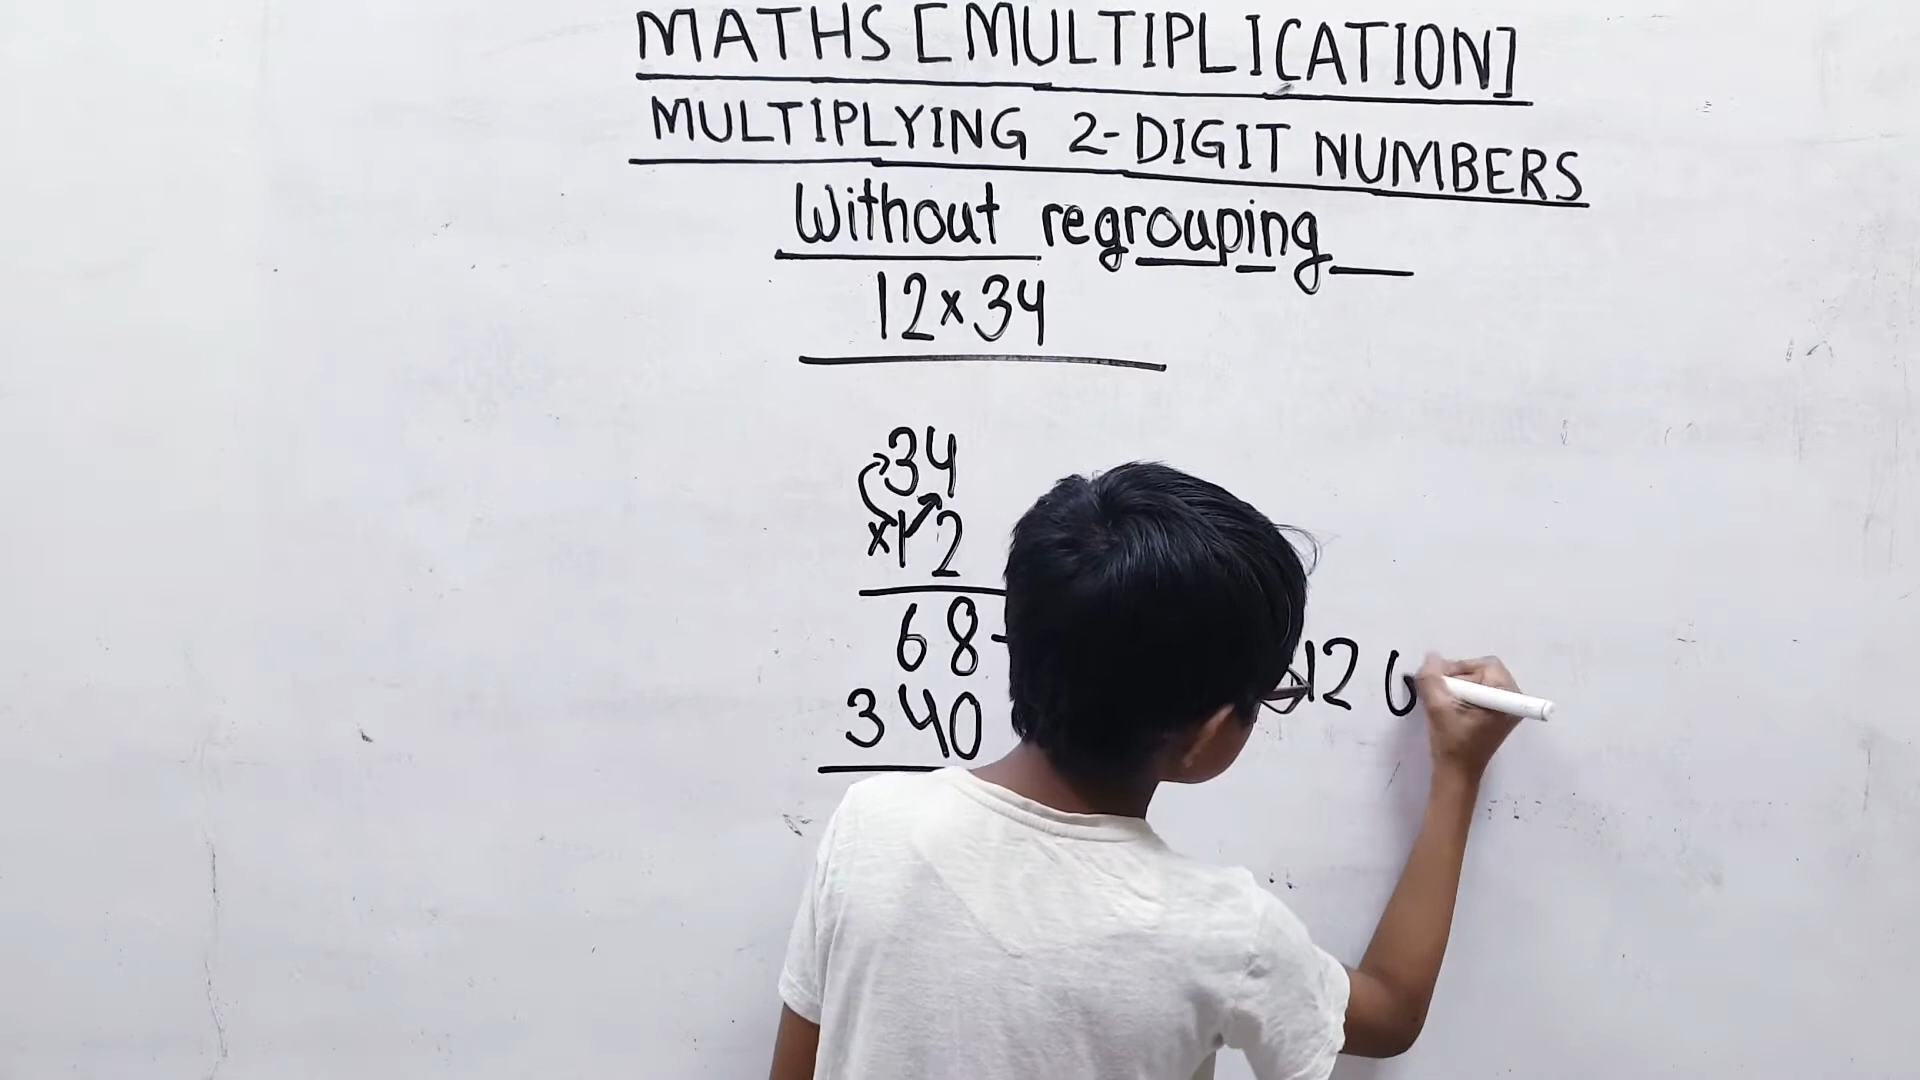 MATHS [MULTIPLICATION]
MULTIPLYING 2-DIGIT NUMBERS
Without regrouping
12×34
34
×12
68
340
12